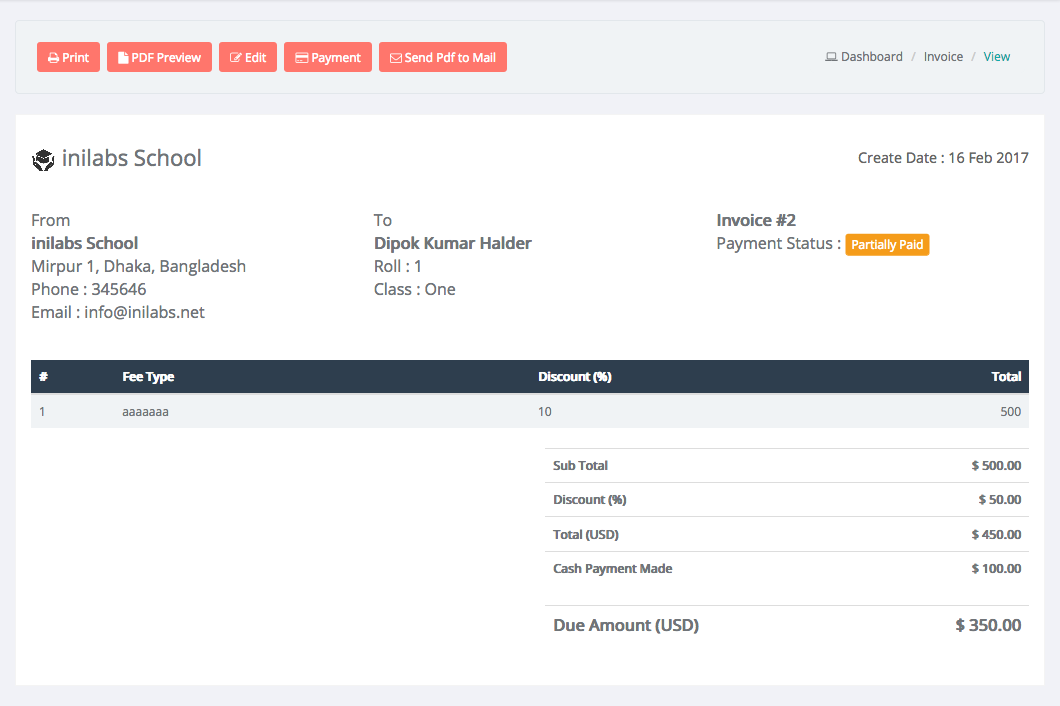 Print PDF Preview Edit Payment Send Pdf to Mail Dashboard / Invoice / View
inilabs School Create Date : 16 Feb 2017
From
inilabs School
Mirpur 1, Dhaka, Bangladesh
Phone : 345646
Email : info@inilabs.net
To
Dipok Kumar Halder
Roll : 1
Class : One
Invoice #2
Payment Status : Partially Paid
# Fee Type Discount (%) Total
1 aaaaaaa 10 500
Sub Total $ 500.00
Discount (%) $ 50.00
Total (USD) $ 450.00
Cash Payment Made $ 100.00
Due Amount (USD) $ 350.00